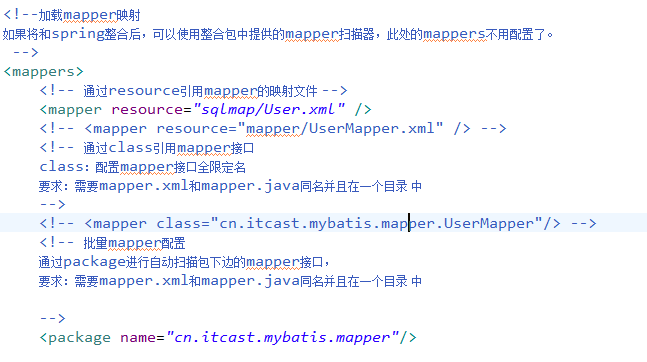 <!--加载mapper映射
如果将和spring整合后，可以使用整合包中提供的mapper扫描器，此处的mappers不用配置了。
-->
<mappers>
<!-- 通过resource引用mapper的映射文件 -->
<mapper resource="sqlmap/User.xml" />
<!-- <mapper resource="mapper/UserMapper.xml" /> -->
<!-- 通过class引用mapper接口
class：配置mapper接口全限定名
要求：需要mapper.xml和mapper.java同名并且在一个目录 中
-->
<!-- <mapper class="cn.itcast.mybatis.mapper.UserMapper"/> -->
<!-- 批量mapper配置
通过package进行自动扫描包下边的mapper接口，
要求：需要mapper.xml和mapper.java同名并且在一个目录 中
-->
<package name="cn.itcast.mybatis.mapper"/>